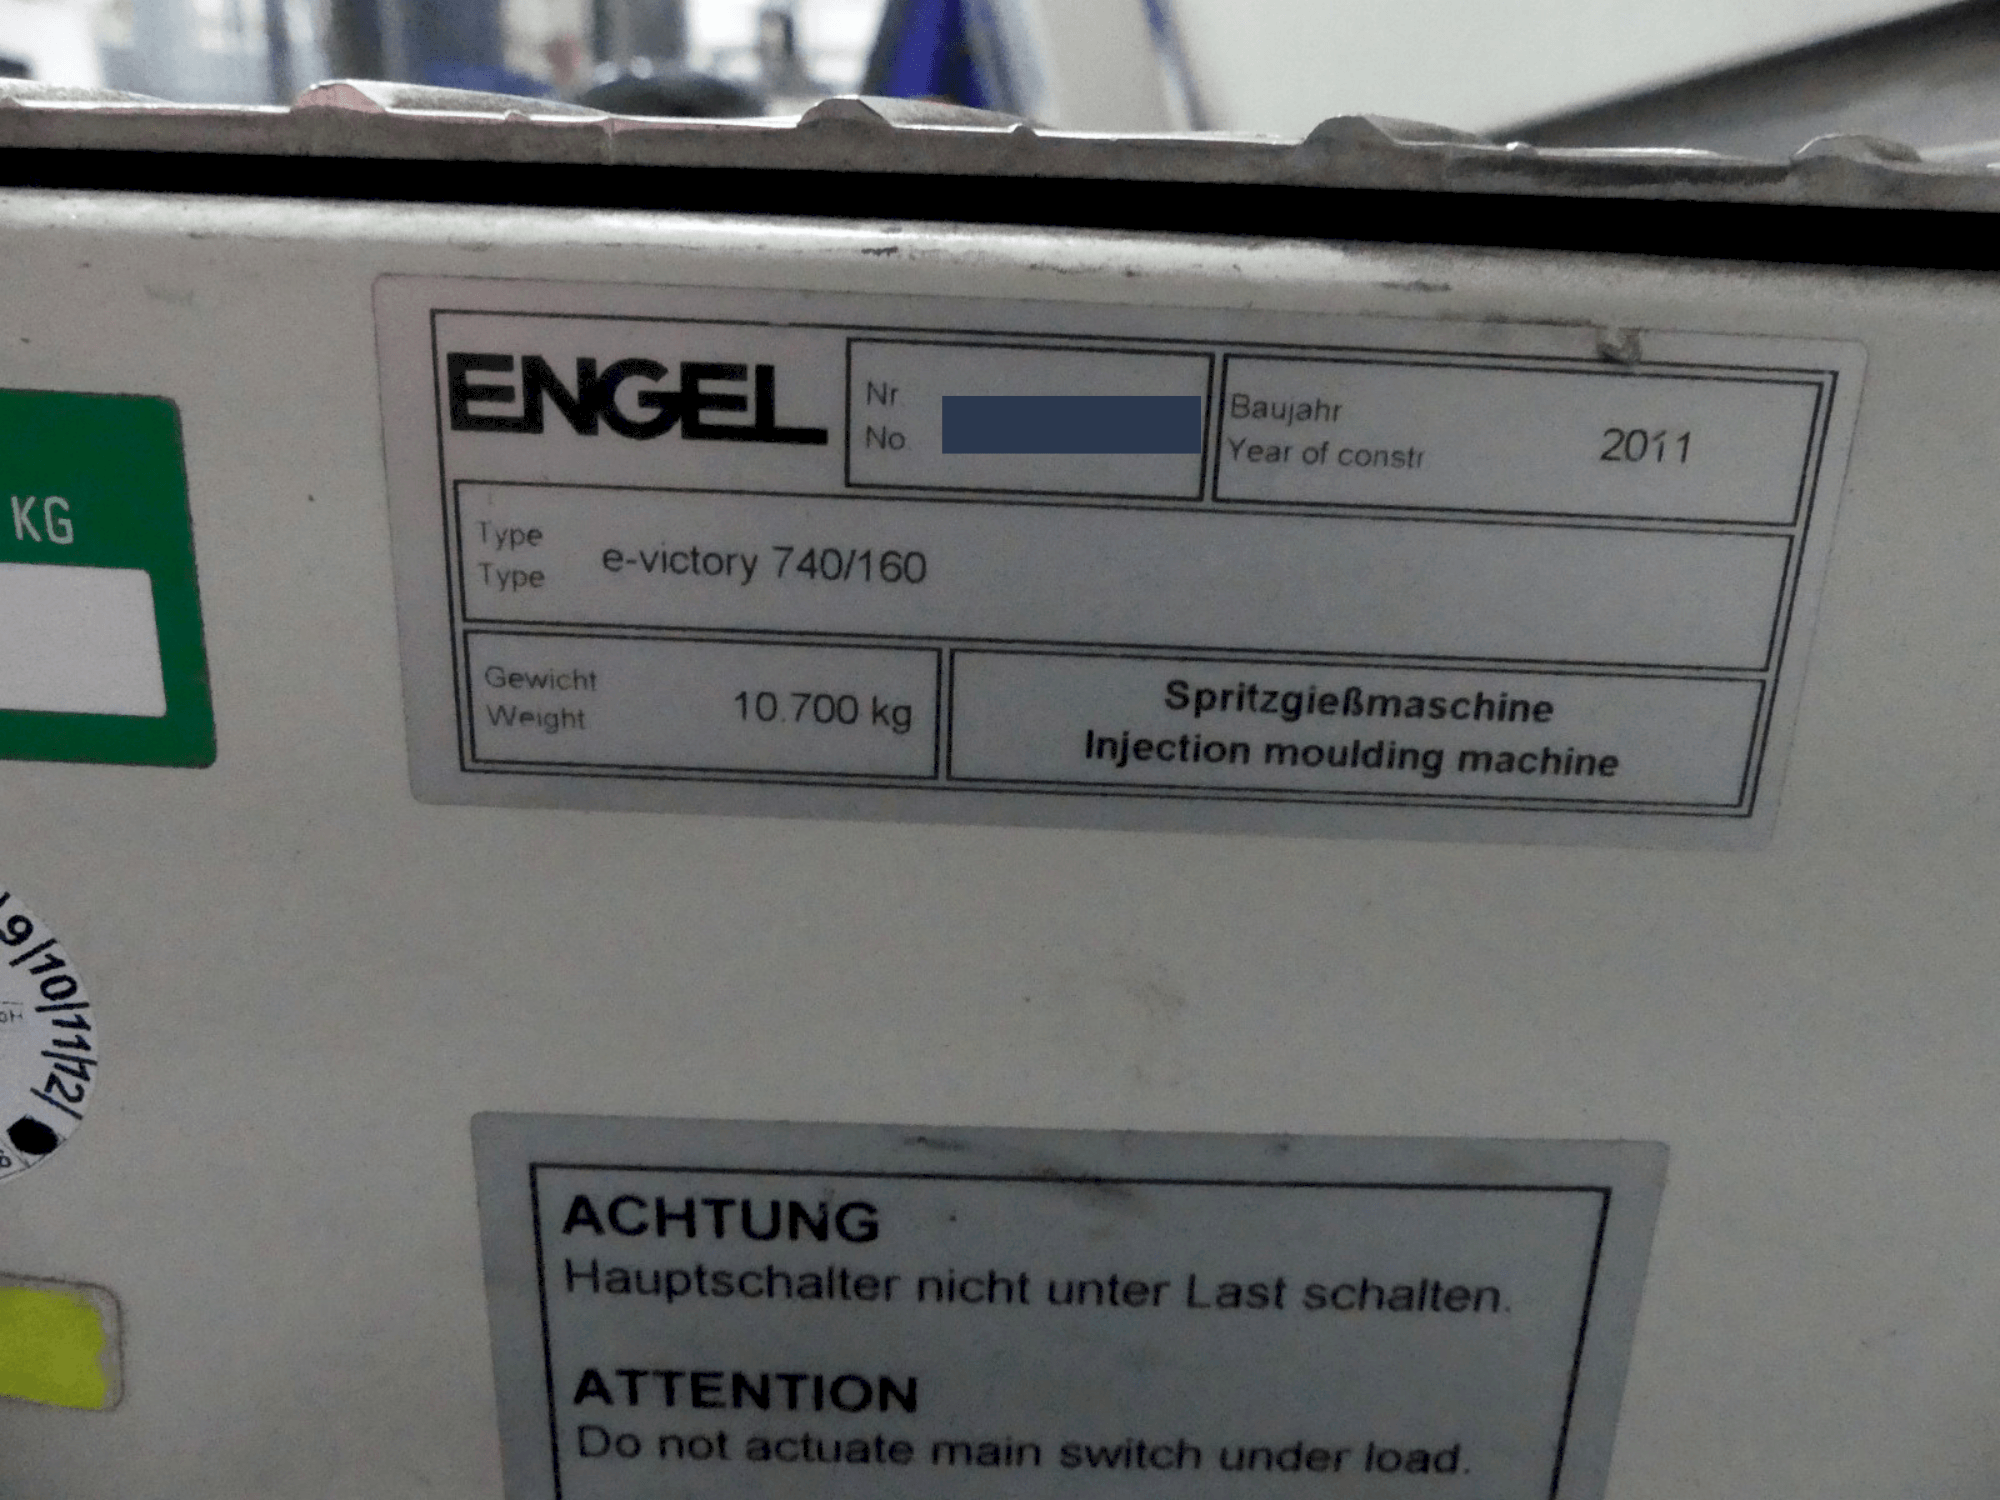 ENGEL
Nr
No.
Baujahr
Year of constr
2011
Type
Type
e-victory 740/160
Gewicht
Weight
10.700 kg
Spritzgießmaschine
Injection moulding machine
KG
9/10/11/12/
ACHTUNG
Hauptschalter nicht unter Last schalten.
ATTENTION
Do not actuate main switch under load.